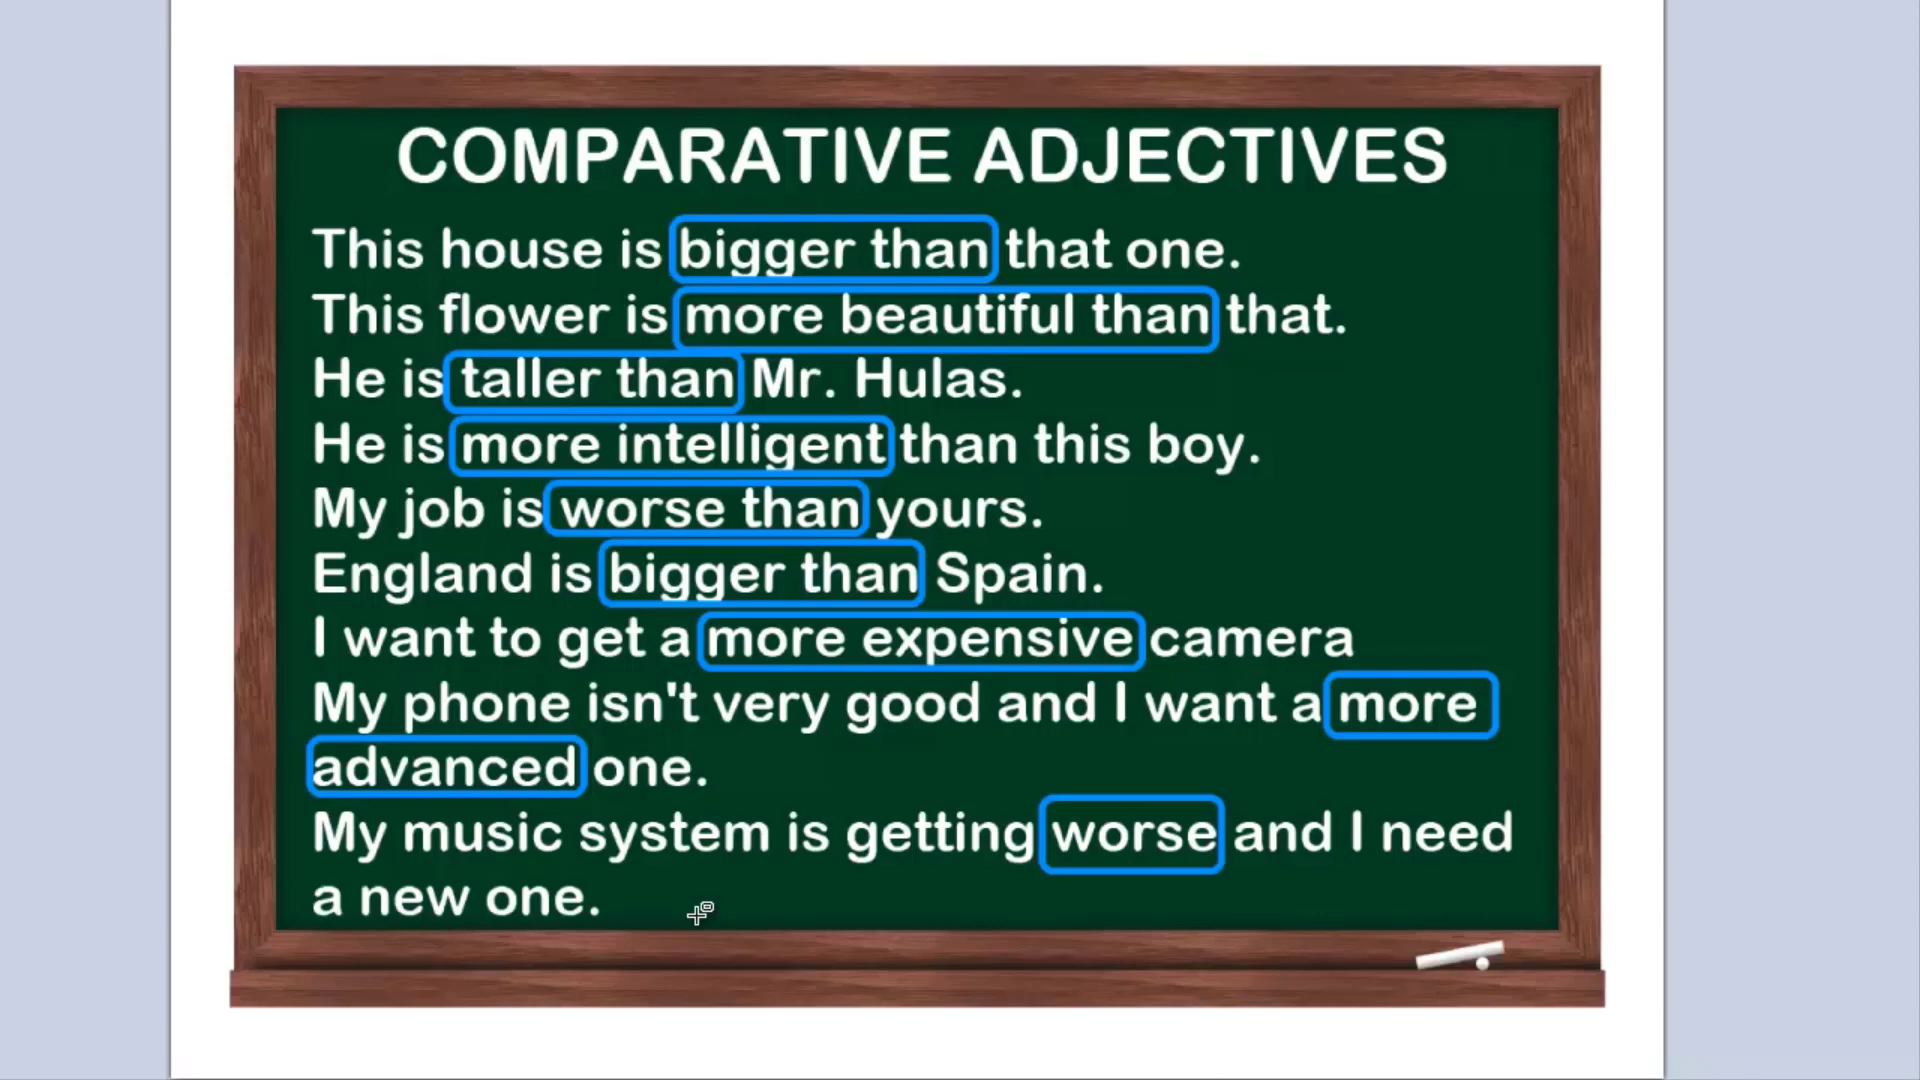 COMPARATIVE ADJECTIVES
This house is bigger than that one.
This flower is more beautiful than that.
He is taller than Mr. Hulas.
He is more intelligent than this boy.
My job is worse than yours.
England is bigger than Spain.
I want to get a more expensive camera
My phone isn't very good and I want a more
advanced one.
My music system is getting worse and I need
a new one.